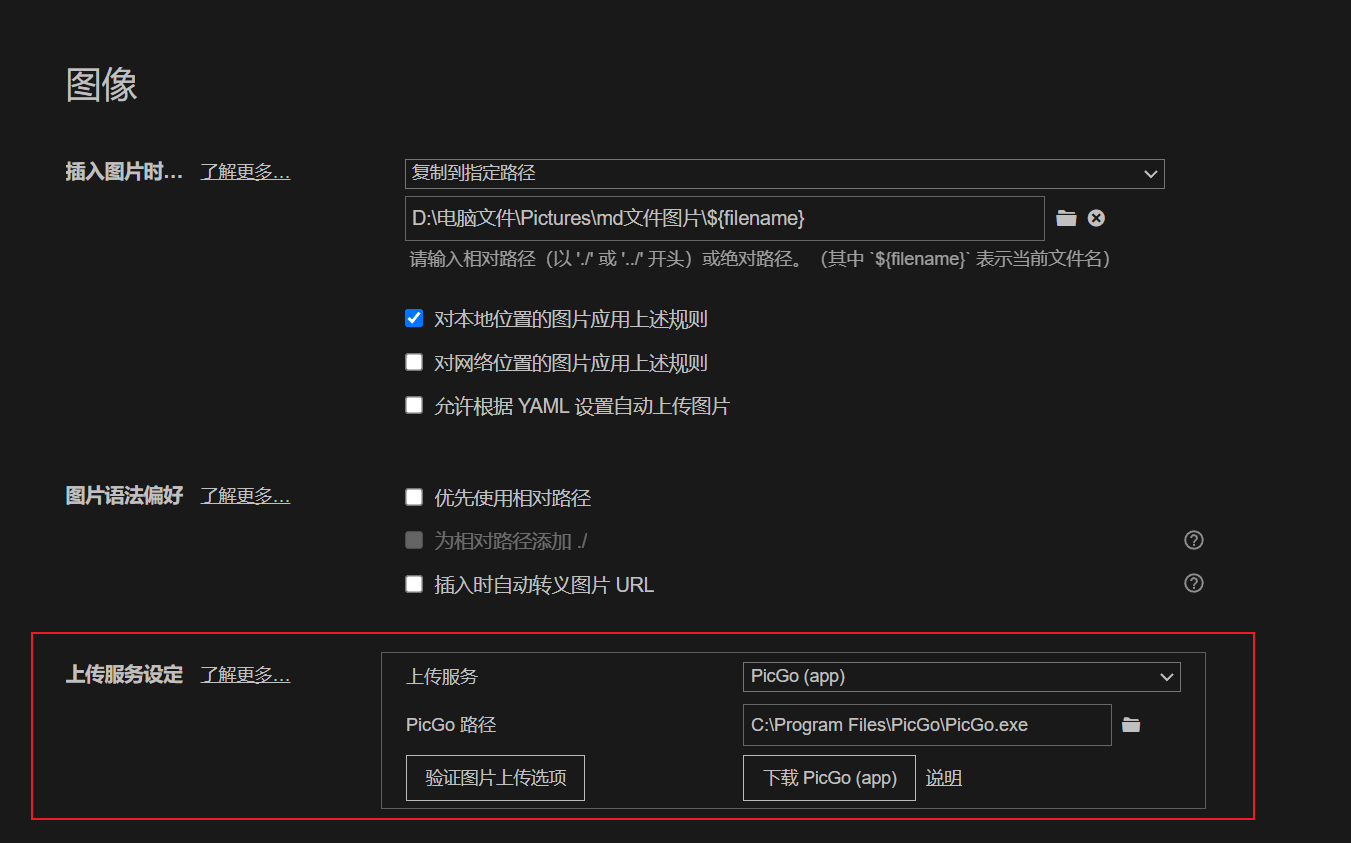 图像
插入图片时… 了解更多… 复制到指定路径
D:\电脑文件\Pictures\md文件图片\${filename}
请输入相对路径（以 './' 或 '../' 开头）或绝对路径。（其中 `${filename}` 表示当前文件名）
对本地位置的图片应用上述规则
对网络位置的图片应用上述规则
允许根据 YAML 设置自动上传图片
图片语法偏好 了解更多… 优先使用相对路径
为相对路径添加 ./
插入时自动转义图片 URL
上传服务设定 了解更多… 上传服务 PicGo (app)
PicGo 路径 C:\Program Files\PicGo\PicGo.exe
验证图片上传选项 下载 PicGo (app) 说明